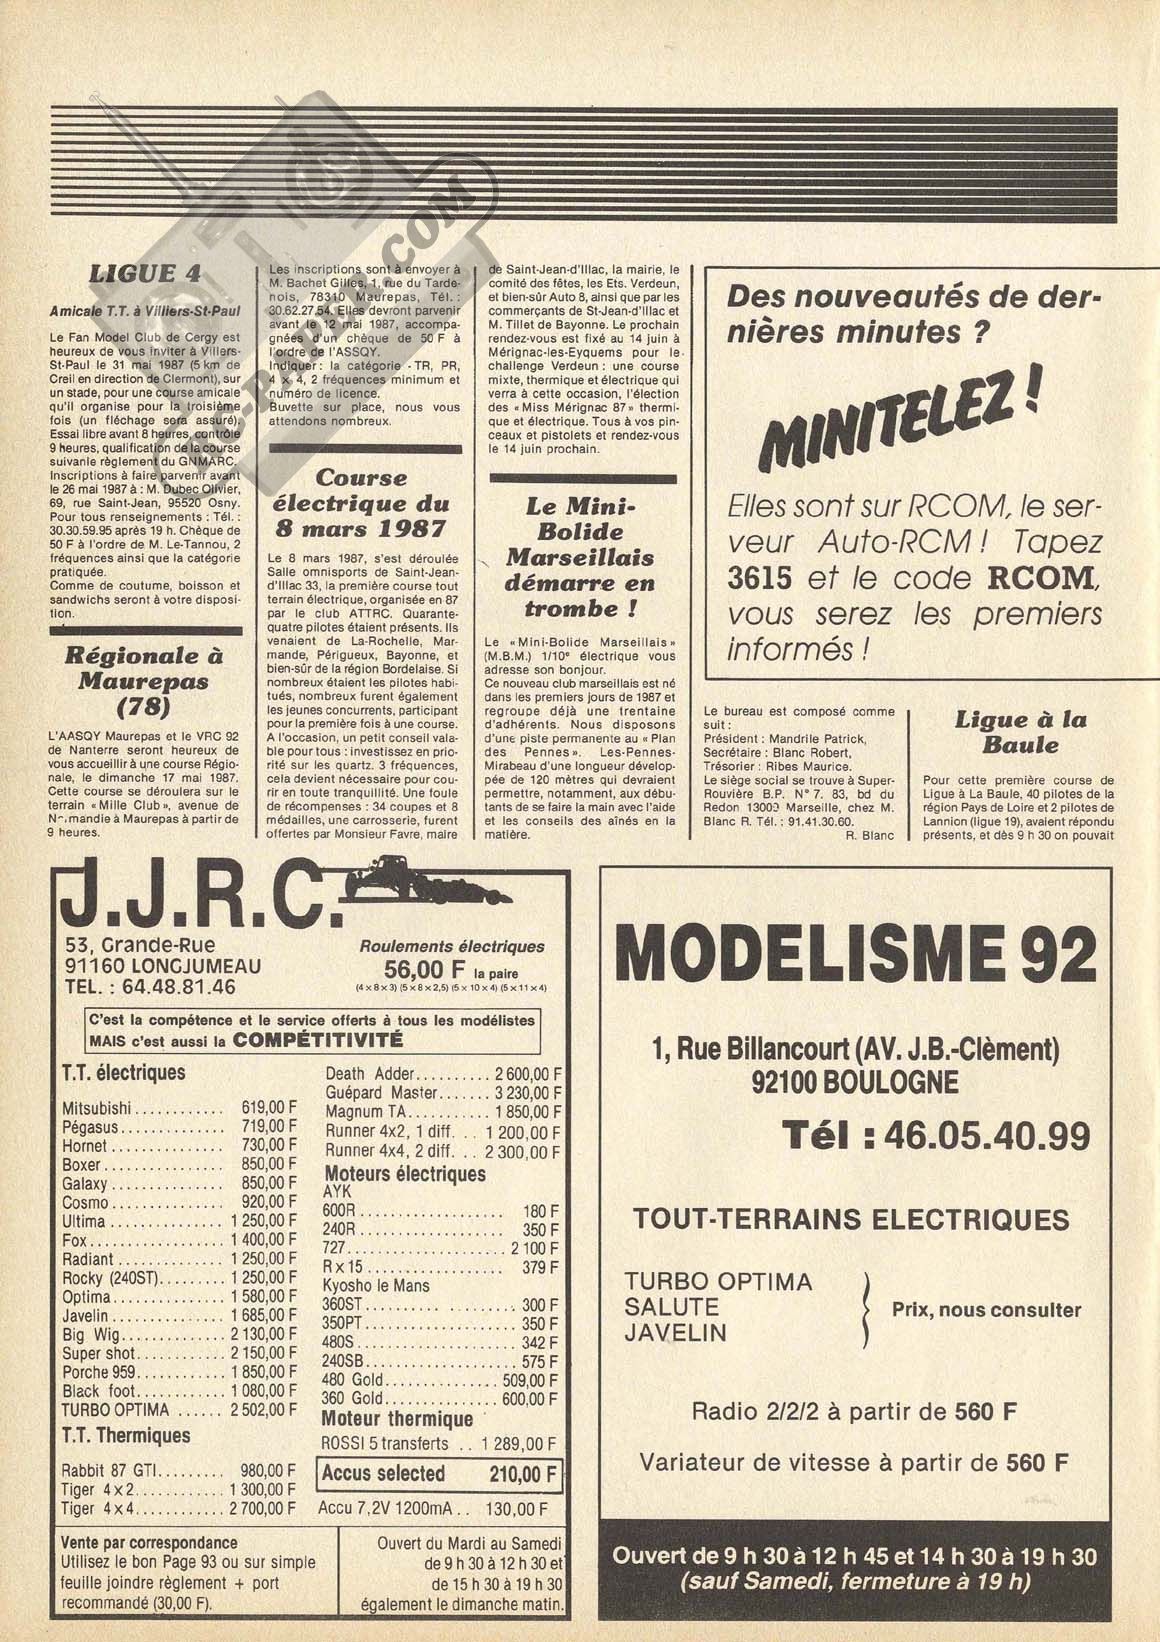 LIGUE 4
Amicale T.T. à Villiers-St-Paul
Le Fan Model Club de Cergy est
heureux de vous inviter à Villers-
St-Paul le 31 mai 1987 (5 km de
Creil en direction de Clermont), sur
un stade, pour une course amicale
qu'il organise pour la troisième
fois (un fléchage sera assuré).
Essai libre avant 8 heures, contrôle
9 heures, qualification de la course
suivanie règlement du GNMARC.
Inscriptions à faire parvenir avant
le 26 mai 1987 à : M. Dubec Olivier,
69, rue Saint-Jean, 95520 Osny.
Pour tous renseignements : Tél. :
30.30.59.95 après 19 h. Chèque de
50 F à l'ordre de M. Le-Tannou, 2
fréquences ainsi que la catégorie
pratiquée.
Comme de coutume, boisson et
sandwichs seront à votre disposi-
tion.
Régionale à
Maurepas
(78)
L'AASQY Maurepas et le VRC 92
de Nanterre seront heureux de
vous accueillir à une course Régio-
nale, le dimanche 17 mai 1987.
Cette course se déroulera sur le
terrain « Mille Club », avenue de
Normandie à Maurepas à partir de
9 heures.
Les inscriptions sont à envoyer à
M. Bachet Gilles, 1, rue du Tarde-
nois, 78310 Maurepas, Tél. :
30.62.27.54. Elles devront parvenir
avant le 12 mai 1987, accompa-
gnées d'un chèque de 50 F à
l'ordre de l'ASSQY.
Indiquer : la catégorie - TR, PR,
4 x 4, 2 fréquences minimum et
numéro de licence.
Buvette sur place, nous vous
attendons nombreux.
Course
électrique du
8 mars 1987
Le 8 mars 1987, s'est déroulée
Salle omnisports de Saint-Jean-
d'Illac 33, la première course tout
terrain électrique, organisée en 87
par le club ATTRC. Quarante-
quatre pilotes étaient présents. Ils
venaient de La-Rochelle, Mar-
mande, Périgueux, Bayonne, et
bien-sûr de la région Bordelaise. Si
nombreux étaient les pilotes habi-
tués, nombreux furent également
les jeunes concurrents, participant
pour la première fois à une course.
A l'occasion, un petit conseil vala-
ble pour tous : investissez en prio-
rité sur les quartz. 3 fréquences,
cela devient nécessaire pour cou-
rir en toute tranquillité. Une foule
de récompenses : 34 coupes et 8
médailles, une carrosserie, furent
offertes par Monsieur Favre, maire
de Saint-Jean-d'Illac, la mairie, le
comité des fêtes, les Ets. Verdeun,
et bien-sûr Auto 8, ainsi que par les
commerçants de St-Jean-d'Illac et
M. Tillet de Bayonne. Le prochain
rendez-vous est fixé au 14 juin à
Mérignac-les-Eyquems pour le
challenge Verdeun : une course
mixte, thermique et électrique qui
verra à cette occasion, l'élection
des « Miss Mérignac 87 » thermi-
que et électrique. Tous à vos pin-
ceaux et pistolets et rendez-vous
le 14 juin prochain.
Le Mini-
Bolide
Marseillais
démarre en
trombe !
Le « Mini-Bolide Marseillais »
(M.B.M.) 1/10e électrique vous
adresse son bonjour.
Ce nouveau club marseillais est né
dans les premiers jours de 1987 et
regroupe déjà une trentaine
d'adhérents. Nous disposons
d'une piste permanente au « Plan
des Pennes ». Les-Pennes-
Mirabeau d'une longueur dévelop-
pée de 120 mètres qui devraient
permettre, notamment, aux débu-
tants de se faire la main avec l'aide
et les conseils des aînés en la
matière.
Des nouveautés de der-
nières minutes ?
MINITELEZ !
Elles sont sur RCOM, le ser-
veur Auto-RCM ! Tapez
3615 et le code RCOM,
vous serez les premiers
informés !
Le bureau est composé comme
suit :
Président : Mandrile Patrick,
Secrétaire : Blanc Robert,
Trésorier : Ribes Maurice.
Le siège social se trouve à Super-
Rouvière B.P. N° 7. 83, bd du
Redon 13009 Marseille, chez M.
Blanc R. Tél. : 91.41.30.60.
R. Blanc
Ligue à la
Baule
Pour cette première course de
Ligue à La Baule, 40 pilotes de la
région Pays de Loire et 2 pilotes de
Lannion (ligue 19), avaient répondu
présents, et dès 9 h 30 on pouvait
J.J.R.C.
53, Grande-Rue
91160 LONGJUMEAU
TEL. : 64.48.81.46
Roulements électriques
56,00 F la paire
(4 x 8 x 3) (5 x 8 x 2,5) (5 x 10 x 4) (5 x 11 x 4)
C'est la compétence et le service offerts à tous les modélistes
MAIS c'est aussi la COMPÉTITIVITÉ
T.T. électriques
Mitsubishi ............ 619,00 F
Pégasus .............. 719,00 F
Hornet ............... 730,00 F
Boxer ................ 850,00 F
Galaxy ............... 850,00 F
Cosmo ............... 920,00 F
Ultima ............... 1 250,00 F
Fox .................. 1 400,00 F
Radiant .............. 1 250,00 F
Rocky (240ST) ......... 1 250,00 F
Optima ............... 1 580,00 F
Javelin ............... 1 685,00 F
Big Wig .............. 2 130,00 F
Super shot ............ 2 150,00 F
Porche 959 ............ 1 850,00 F
Black foot ............ 1 080,00 F
TURBO OPTIMA ...... 2 502,00 F
T.T. Thermiques
Rabbit 87 GTI ......... 980,00 F
Tiger 4 x 2 ............ 1 300,00 F
Tiger 4 x 4 ............ 2 700,00 F
Death Adder .......... 2 600,00 F
Guépard Master ....... 3 230,00 F
Magnum TA ........... 1 850,00 F
Runner 4x2, 1 diff. ... 1 200,00 F
Runner 4x4, 2 diff. ... 2 300,00 F
Moteurs électriques
AYK
600R .................... 180 F
240R .................... 350 F
727 ..................... 2 100 F
R x 15 .................. 379 F
Kyosho le Mans
360ST ................... 300 F
350PT ................... 350 F
480S .................... 342 F
240SB ................... 575 F
480 Gold ................ 509,00 F
360 Gold ................ 600,00 F
Moteur thermique
ROSSI 5 transferts .. 1 289,00 F
Accus selected 210,00 F
Accu 7,2V 1200mA .. 130,00 F
Vente par correspondance
Utilisez le bon Page 93 ou sur simple
feuille joindre règlement + port
recommandé (30,00 F).
Ouvert du Mardi au Samedi
de 9 h 30 à 12 h 30 et
de 15 h 30 à 19 h 30
également le dimanche matin.
MODELISME 92
1, Rue Billancourt (AV. J.B.-Clèment)
92100 BOULOGNE
Tél : 46.05.40.99
TOUT-TERRAINS ELECTRIQUES
TURBO OPTIMA
SALUTE
JAVELIN
Prix, nous consulter
Radio 2/2/2 à partir de 560 F
Variateur de vitesse à partir de 560 F
Ouvert de 9 h 30 à 12 h 45 et 14 h 30 à 19 h 30
(sauf Samedi, fermeture à 19 h)
RC-PAPER.COM